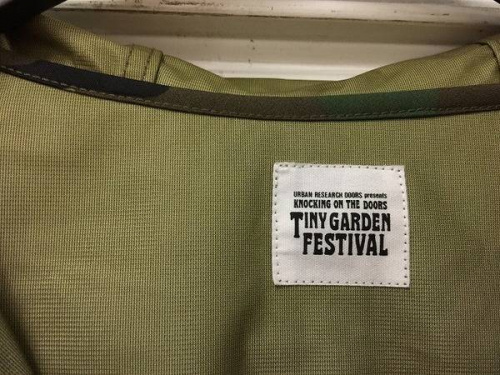 URBAN RESEARCH DOORS presents
KNOCKING ON THE DOORS
TINY GARDEN
FESTIVAL